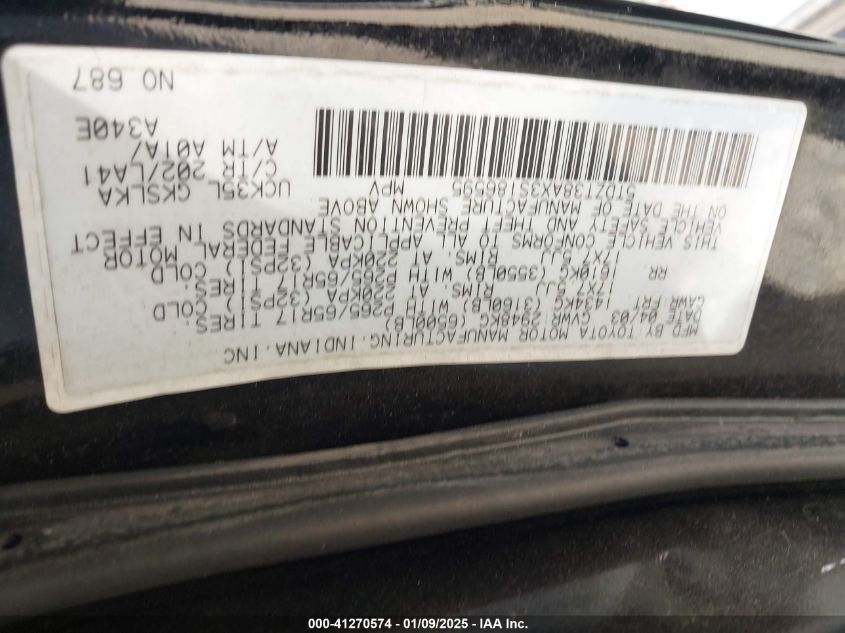 MFD BY: TOYOTA MOTOR MANUFACTURING, INDIANA, INC
DATE: 04/03 GVWR 2948KG (6500LB)
GAWR: FRT. 1434KG (3160LB) WITH P265/65R17 TIRES,
17X7.5JJ RIMS, AT 220KPA (32PSI) COLD
RR 1610KG (3550LB) WITH P265/65R17 TIRES,
17X7.5JJ RIMS, AT 220KPA (32PSI) COLD
THIS VEHICLE CONFORMS TO ALL APPLICABLE FEDERAL MOTOR
VEHICLE SAFETY AND THEFT PREVENTION STANDARDS IN EFFECT
ON THE DATE OF MANUFACTURE SHOWN ABOVE.
5TDZT38AX3S186595 MPV
UCK35L GKSLKA
C/TR 202/LA41
A/TM A01A/
A340E
NO 687
000-41270574 - 01/09/2025 - IAA Inc.